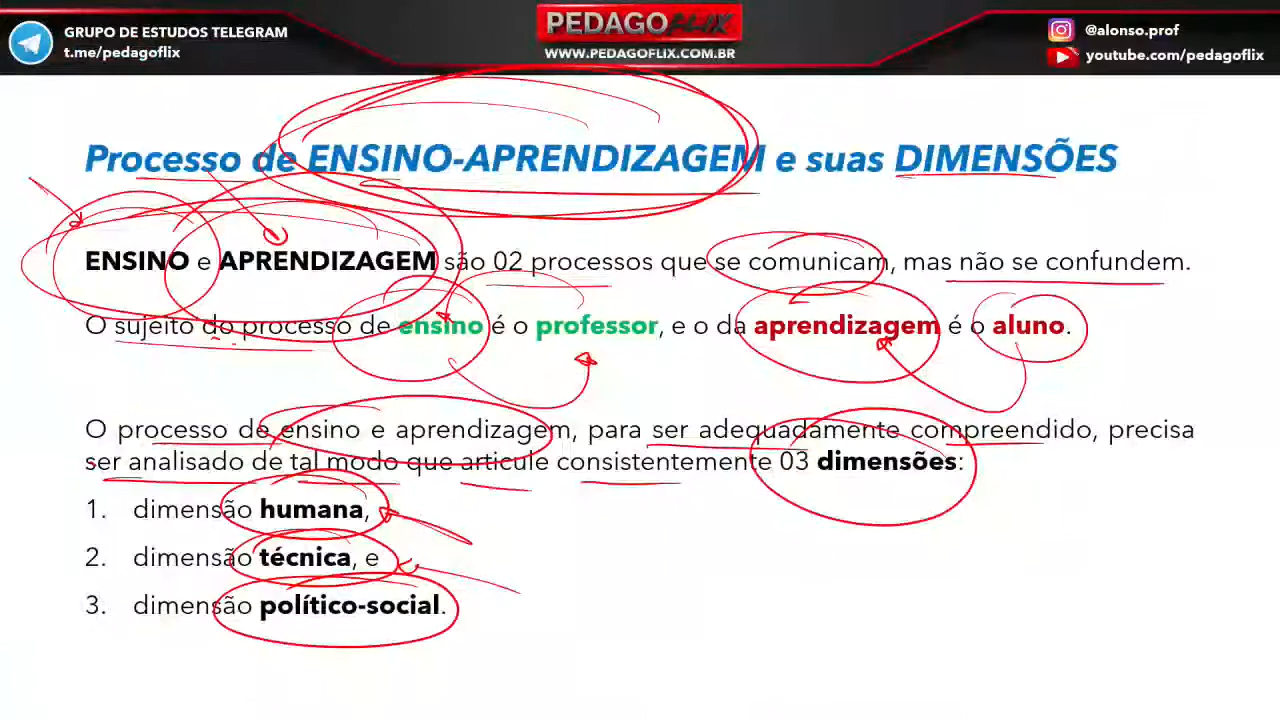 GRUPO DE ESTUDOS TELEGRAM
t.me/pedagoflix
PEDAGOFLIX
WWW.PEDAGOFLIX.COM.BR
@alonso.prof
youtube.com/pedagoflix
Processo de ENSINO-APRENDIZAGEM e suas DIMENSÕES
ENSINO e APRENDIZAGEM são 02 processos que se comunicam, mas não se confundem.
O sujeito do processo de ensino é o professor, e o da aprendizagem é o aluno.
O processo de ensino e aprendizagem, para ser adequadamente compreendido, precisa
ser analisado de tal modo que articule consistentemente 03 dimensões:
1. dimensão humana,
2. dimensão técnica, e
3. dimensão político-social.